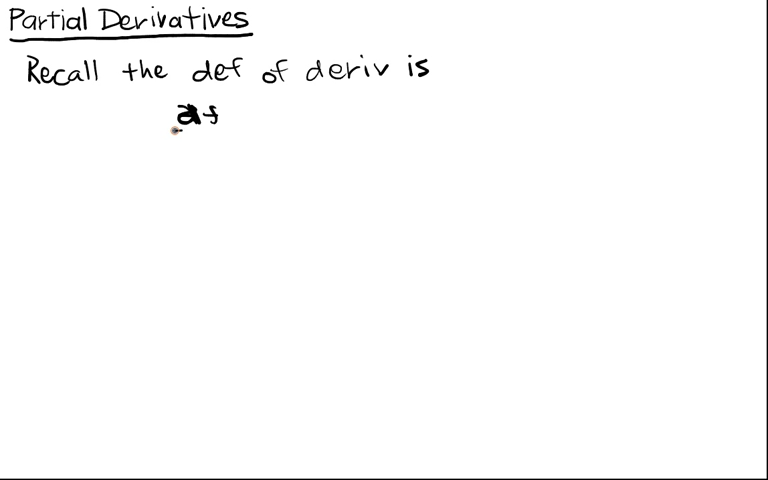 Partial Derivatives
Recall the def of deriv is